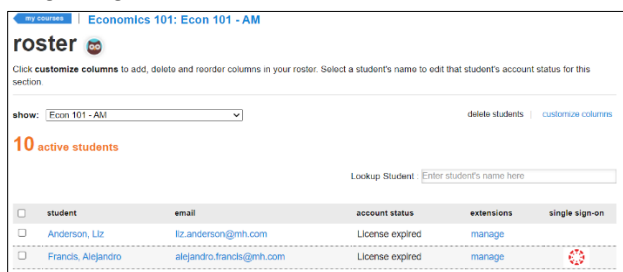 my courses | Economics 101: Econ 101 - AM
roster
Click customize columns to add, delete and reorder columns in your roster. Select a student's name to edit that student's account status for this
section.
show: Econ 101 - AM delete students | customize columns
10 active students
Lookup Student : Enter student's name here
student email account status extensions single sign-on
Anderson, Liz liz.anderson@mh.com License expired manage
Francis, Alejandro alejandro.francis@mh.com License expired manage